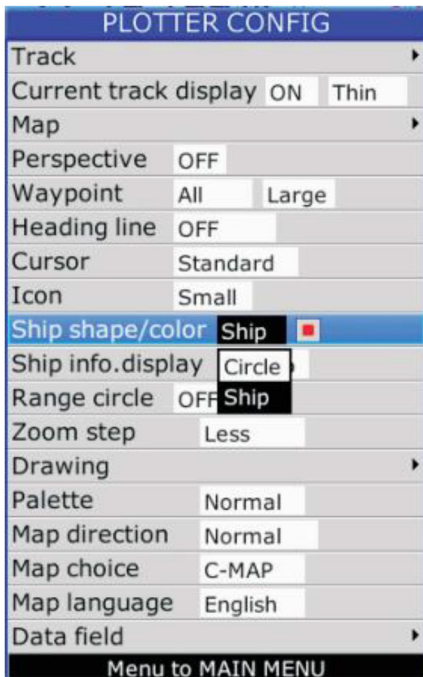 PLOTTER CONFIG
Track
Current track display ON Thin
Map
Perspective OFF
Waypoint All Large
Heading line OFF
Cursor Standard
Icon Small
Ship shape/color Ship
Ship info.display Circle
Range circle OFF Ship
Zoom step Less
Drawing
Palette Normal
Map direction Normal
Map choice C-MAP
Map language English
Data field
Menu to MAIN MENU